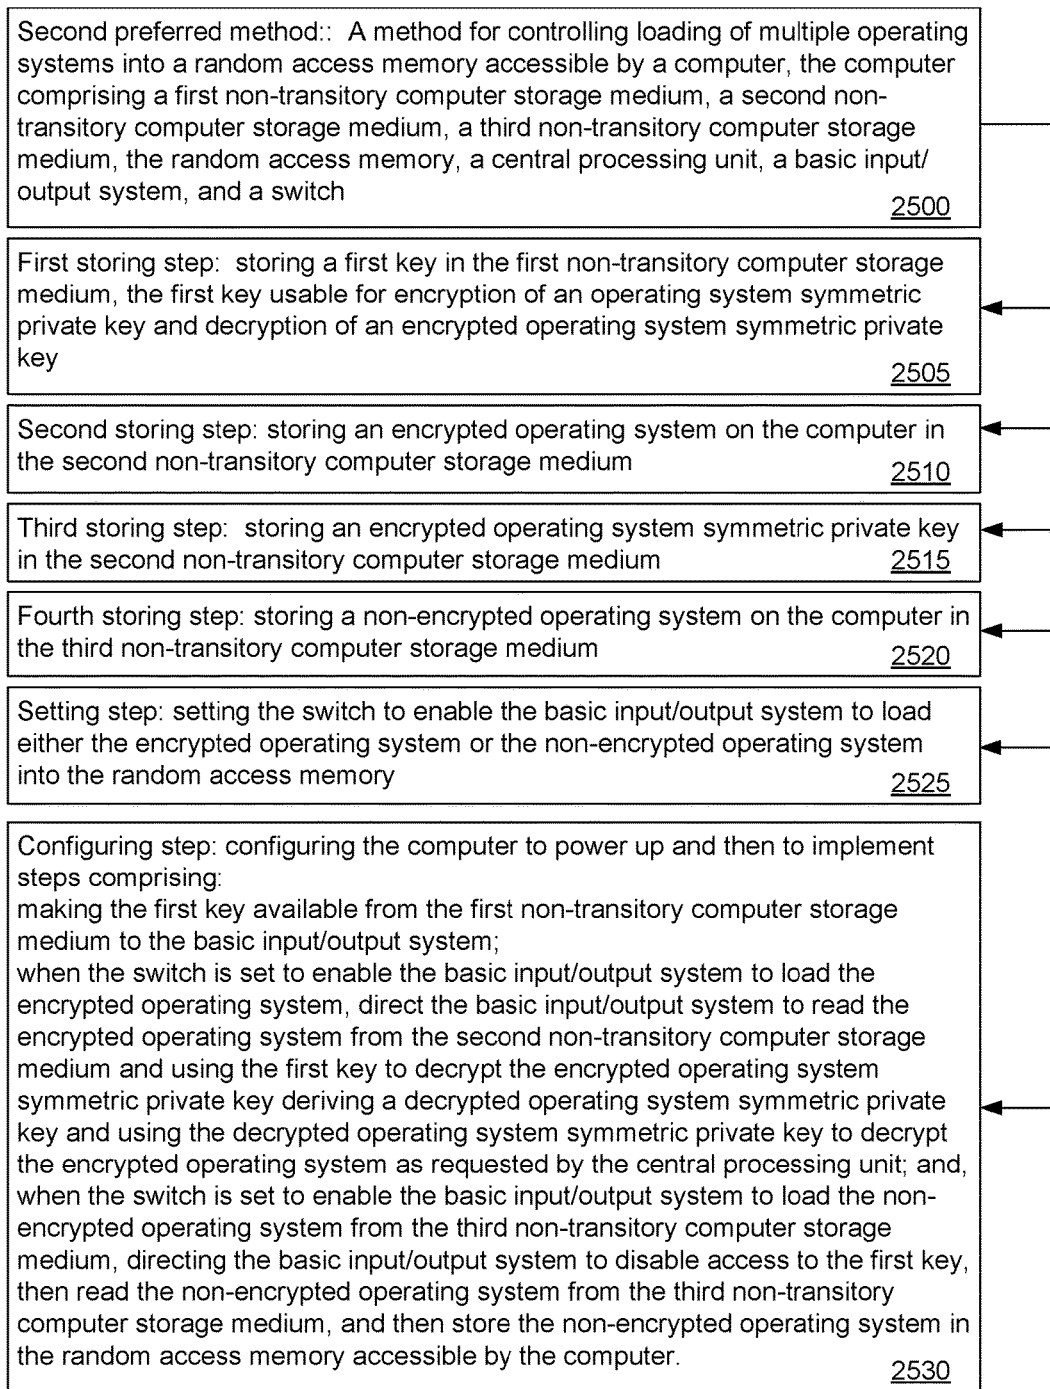 Second preferred method:: A method for controlling loading of multiple operating
systems into a random access memory accessible by a computer, the computer
comprising a first non-transitory computer storage medium, a second non-
transitory computer storage medium, a third non-transitory computer storage
medium, the random access memory, a central processing unit, a basic input/
output system, and a switch
2500
First storing step: storing a first key in the first non-transitory computer storage
medium, the first key usable for encryption of an operating system symmetric
private key and decryption of an encrypted operating system symmetric private
key
2505
Second storing step: storing an encrypted operating system on the computer in
the second non-transitory computer storage medium
2510
Third storing step: storing an encrypted operating system symmetric private key
in the second non-transitory computer storage medium
2515
Fourth storing step: storing a non-encrypted operating system on the computer in
the third non-transitory computer storage medium
2520
Setting step: setting the switch to enable the basic input/output system to load
either the encrypted operating system or the non-encrypted operating system
into the random access memory
2525
Configuring step: configuring the computer to power up and then to implement
steps comprising:
making the first key available from the first non-transitory computer storage
medium to the basic input/output system;
when the switch is set to enable the basic input/output system to load the
encrypted operating system, direct the basic input/output system to read the
encrypted operating system from the second non-transitory computer storage
medium and using the first key to decrypt the encrypted operating system
symmetric private key deriving a decrypted operating system symmetric private
key and using the decrypted operating system symmetric private key to decrypt
the encrypted operating system as requested by the central processing unit; and,
when the switch is set to enable the basic input/output system to load the non-
encrypted operating system from the third non-transitory computer storage
medium, directing the basic input/output system to disable access to the first key,
then read the non-encrypted operating system from the third non-transitory
computer storage medium, and then store the non-encrypted operating system in
the random access memory accessible by the computer.
2530